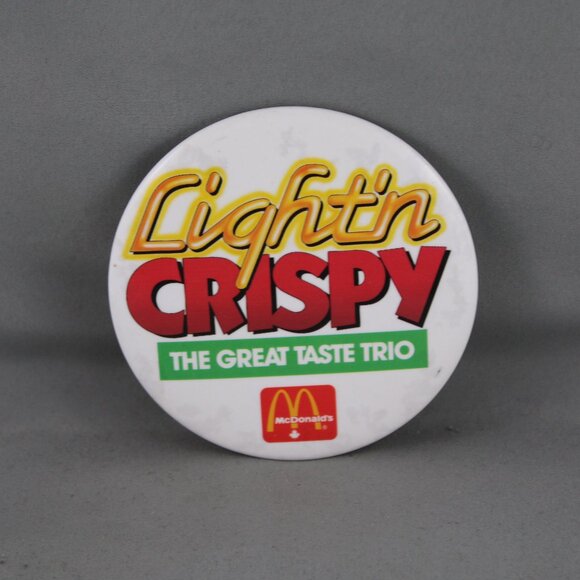 Light'n
CRISPY
THE GREAT TASTE TRIO
McDonald's
®